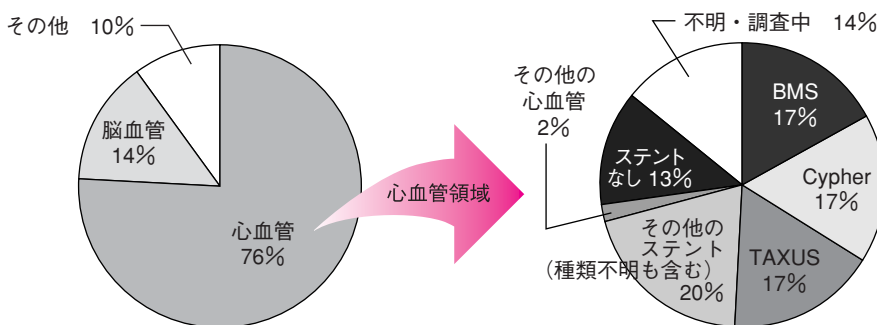 その他 10%
脳血管
14%
心血管
76%
心血管領域
不明・調査中 14%
その他の
心血管
2%
BMS
17%
ステント
なし 13%
Cypher
17%
その他の
ステント
（種類不明も含む）
20%
TAXUS
17%